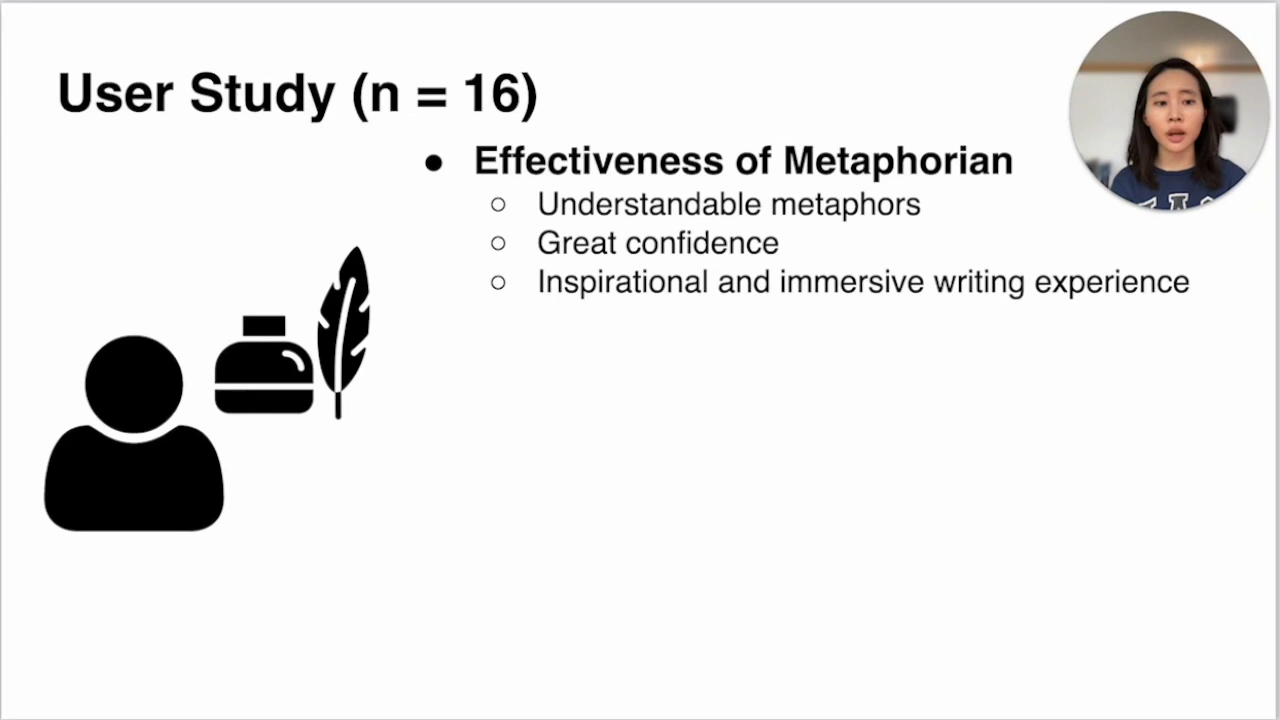 User Study (n = 16)
● Effectiveness of Metaphorian
○ Understandable metaphors
○ Great confidence
○ Inspirational and immersive writing experience